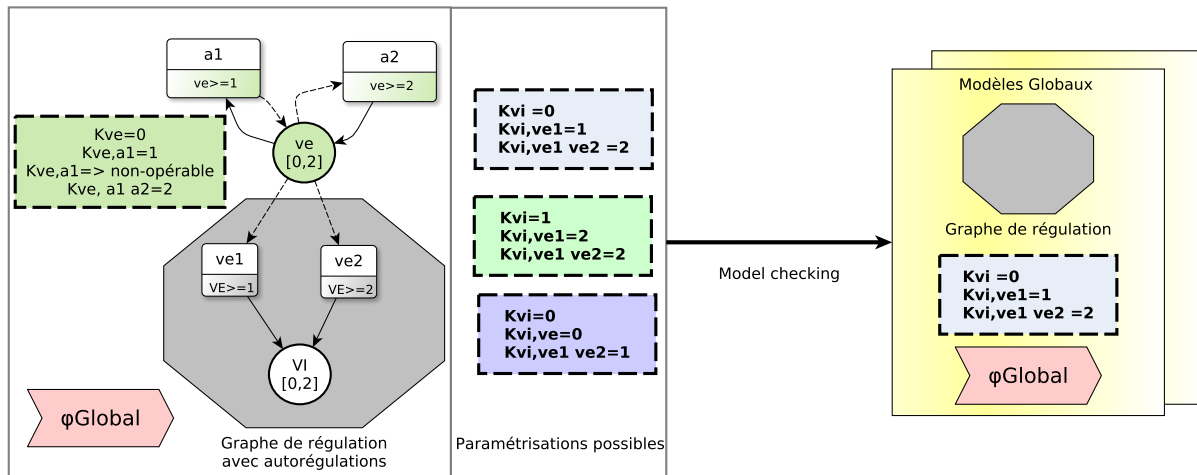 a1
ve>=1
a2
ve>=2
ve
[0,2]
Kve=0
Kve,a1=1
Kve,a1=> non-opérable
Kve, a1 a2=2
ve1
VE>=1
ve2
VE>=2
VI
[0,2]
φGlobal
Graphe de régulation
avec autorégulations
Kvi =0
Kvi,ve1=1
Kvi,ve1 ve2 =2
Kvi=1
Kvi,ve1=2
Kvi,ve1 ve2=2
Kvi=0
Kvi,ve=0
Kvi,ve1 ve2=1
Paramétrisations possibles
Model checking
Modèles Globaux
Graphe de régulation
Kvi =0
Kvi,ve1=1
Kvi,ve1 ve2 =2
φGlobal